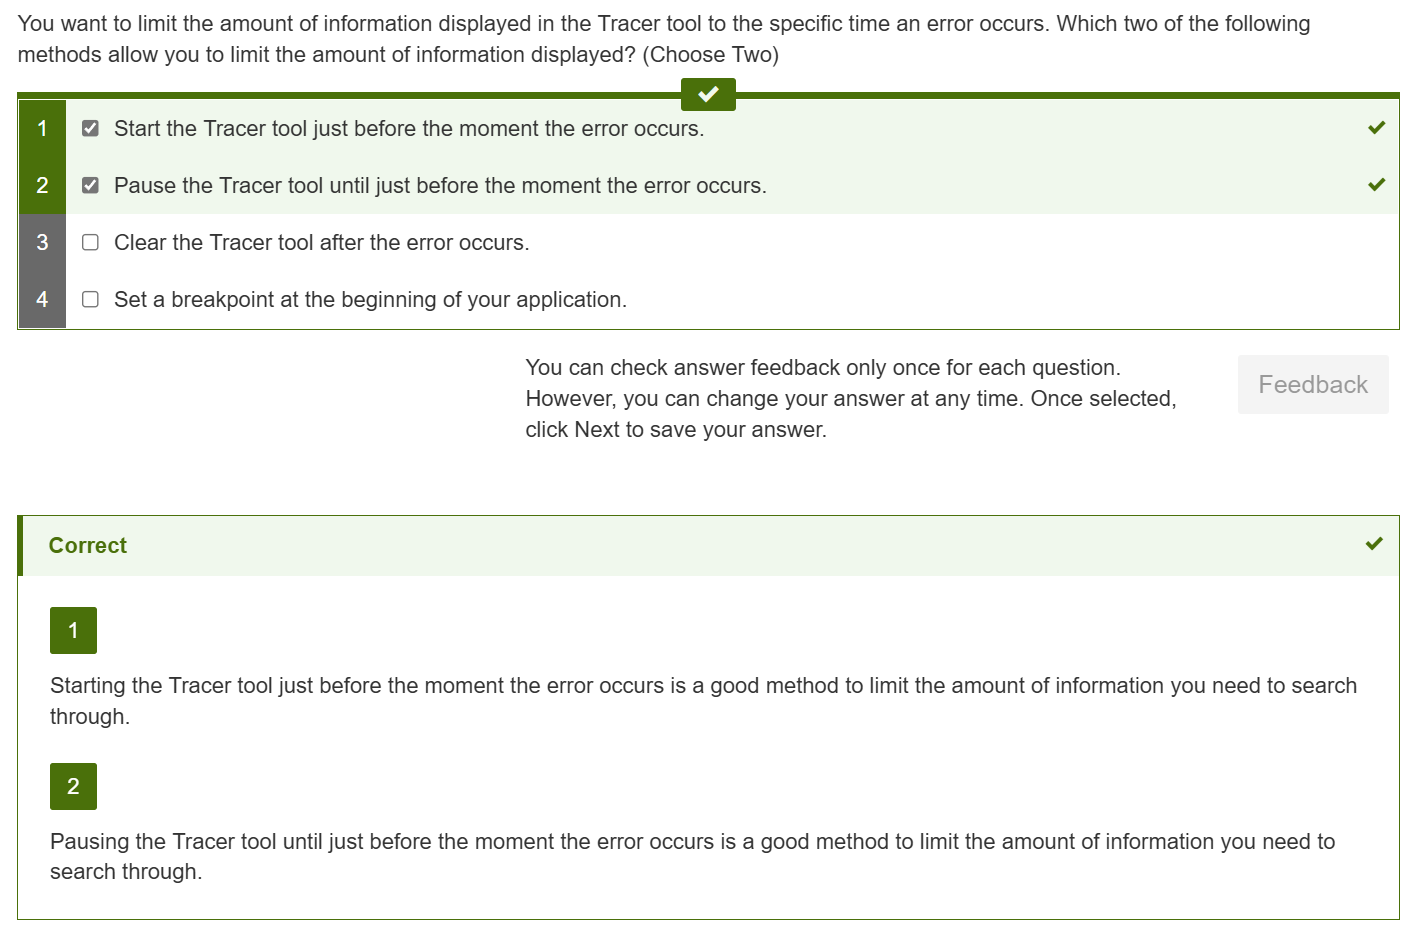 You want to limit the amount of information displayed in the Tracer tool to the specific time an error occurs. Which two of the following
methods allow you to limit the amount of information displayed? (Choose Two)
1 Start the Tracer tool just before the moment the error occurs.
2 Pause the Tracer tool until just before the moment the error occurs.
3 Clear the Tracer tool after the error occurs.
4 Set a breakpoint at the beginning of your application.
You can check answer feedback only once for each question.
However, you can change your answer at any time. Once selected,
click Next to save your answer.
Feedback
Correct
1
Starting the Tracer tool just before the moment the error occurs is a good method to limit the amount of information you need to search
through.
2
Pausing the Tracer tool until just before the moment the error occurs is a good method to limit the amount of information you need to
search through.